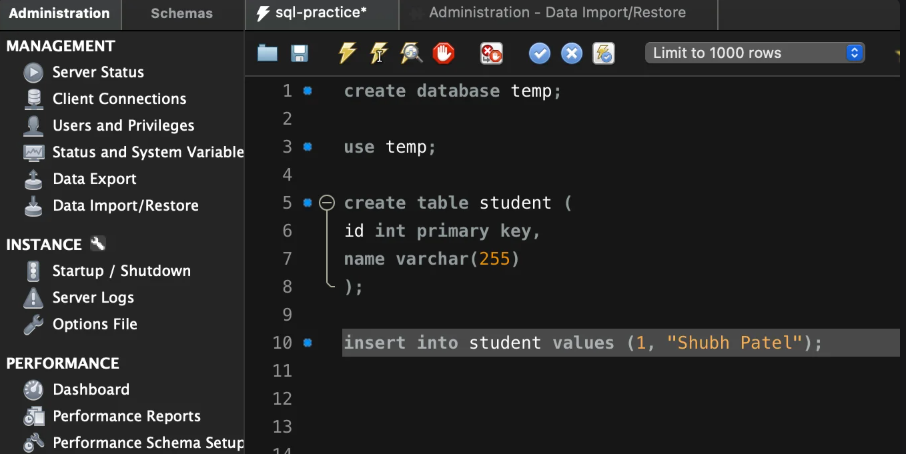 Administration Schemas sql-practice* Administration - Data Import/Restore
MANAGEMENT
Server Status
Client Connections
Users and Privileges
Status and System Variable
Data Export
Data Import/Restore
INSTANCE
Startup / Shutdown
Server Logs
Options File
PERFORMANCE
Dashboard
Performance Reports
Performance Schema Setup
Limit to 1000 rows
1 create database temp;
2
3 use temp;
4
5 create table student (
6 id int primary key,
7 name varchar(255)
8 );
9
10 insert into student values (1, "Shubh Patel");
11
12
13
14